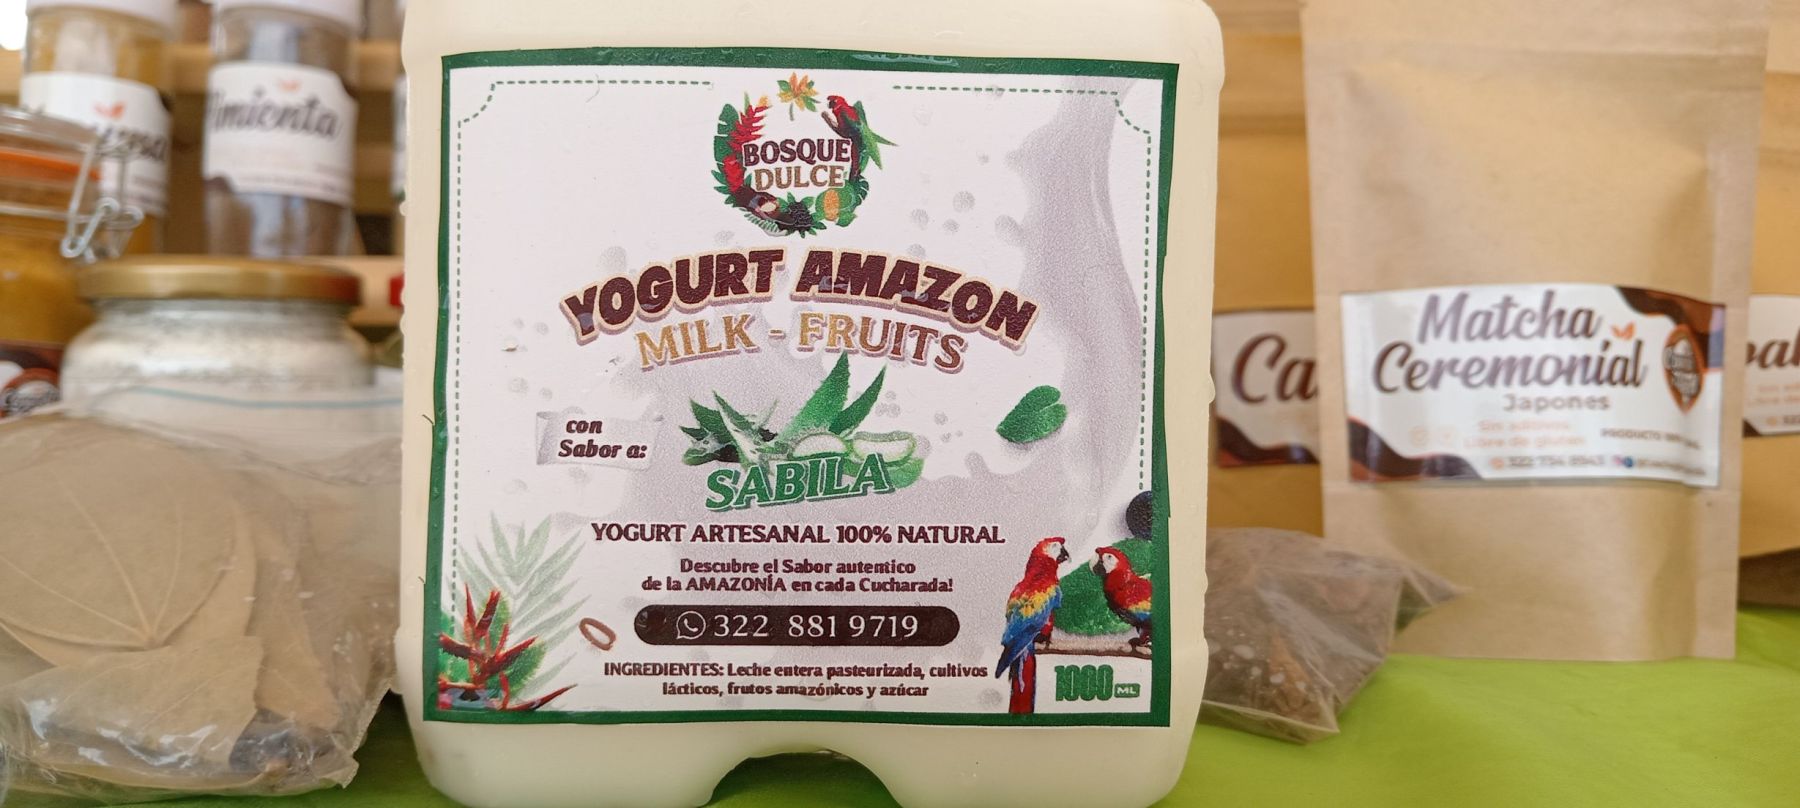 Pimienta
BOSQUE
DULCE
YOGURT AMAZON
MILK - FRUITS
con
Sabor a:
SABILA
YOGURT ARTESANAL 100% NATURAL
Descubre el Sabor autentico
de la AMAZONÍA en cada Cucharada!
322 881 9719
INGREDIENTES: Leche entera pasteurizada, cultivos
lácticos, frutos amazónicos y azúcar
1000 ML
Ca
Matcha
Ceremonial
Japones
Sin aditivos
Libre de gluten